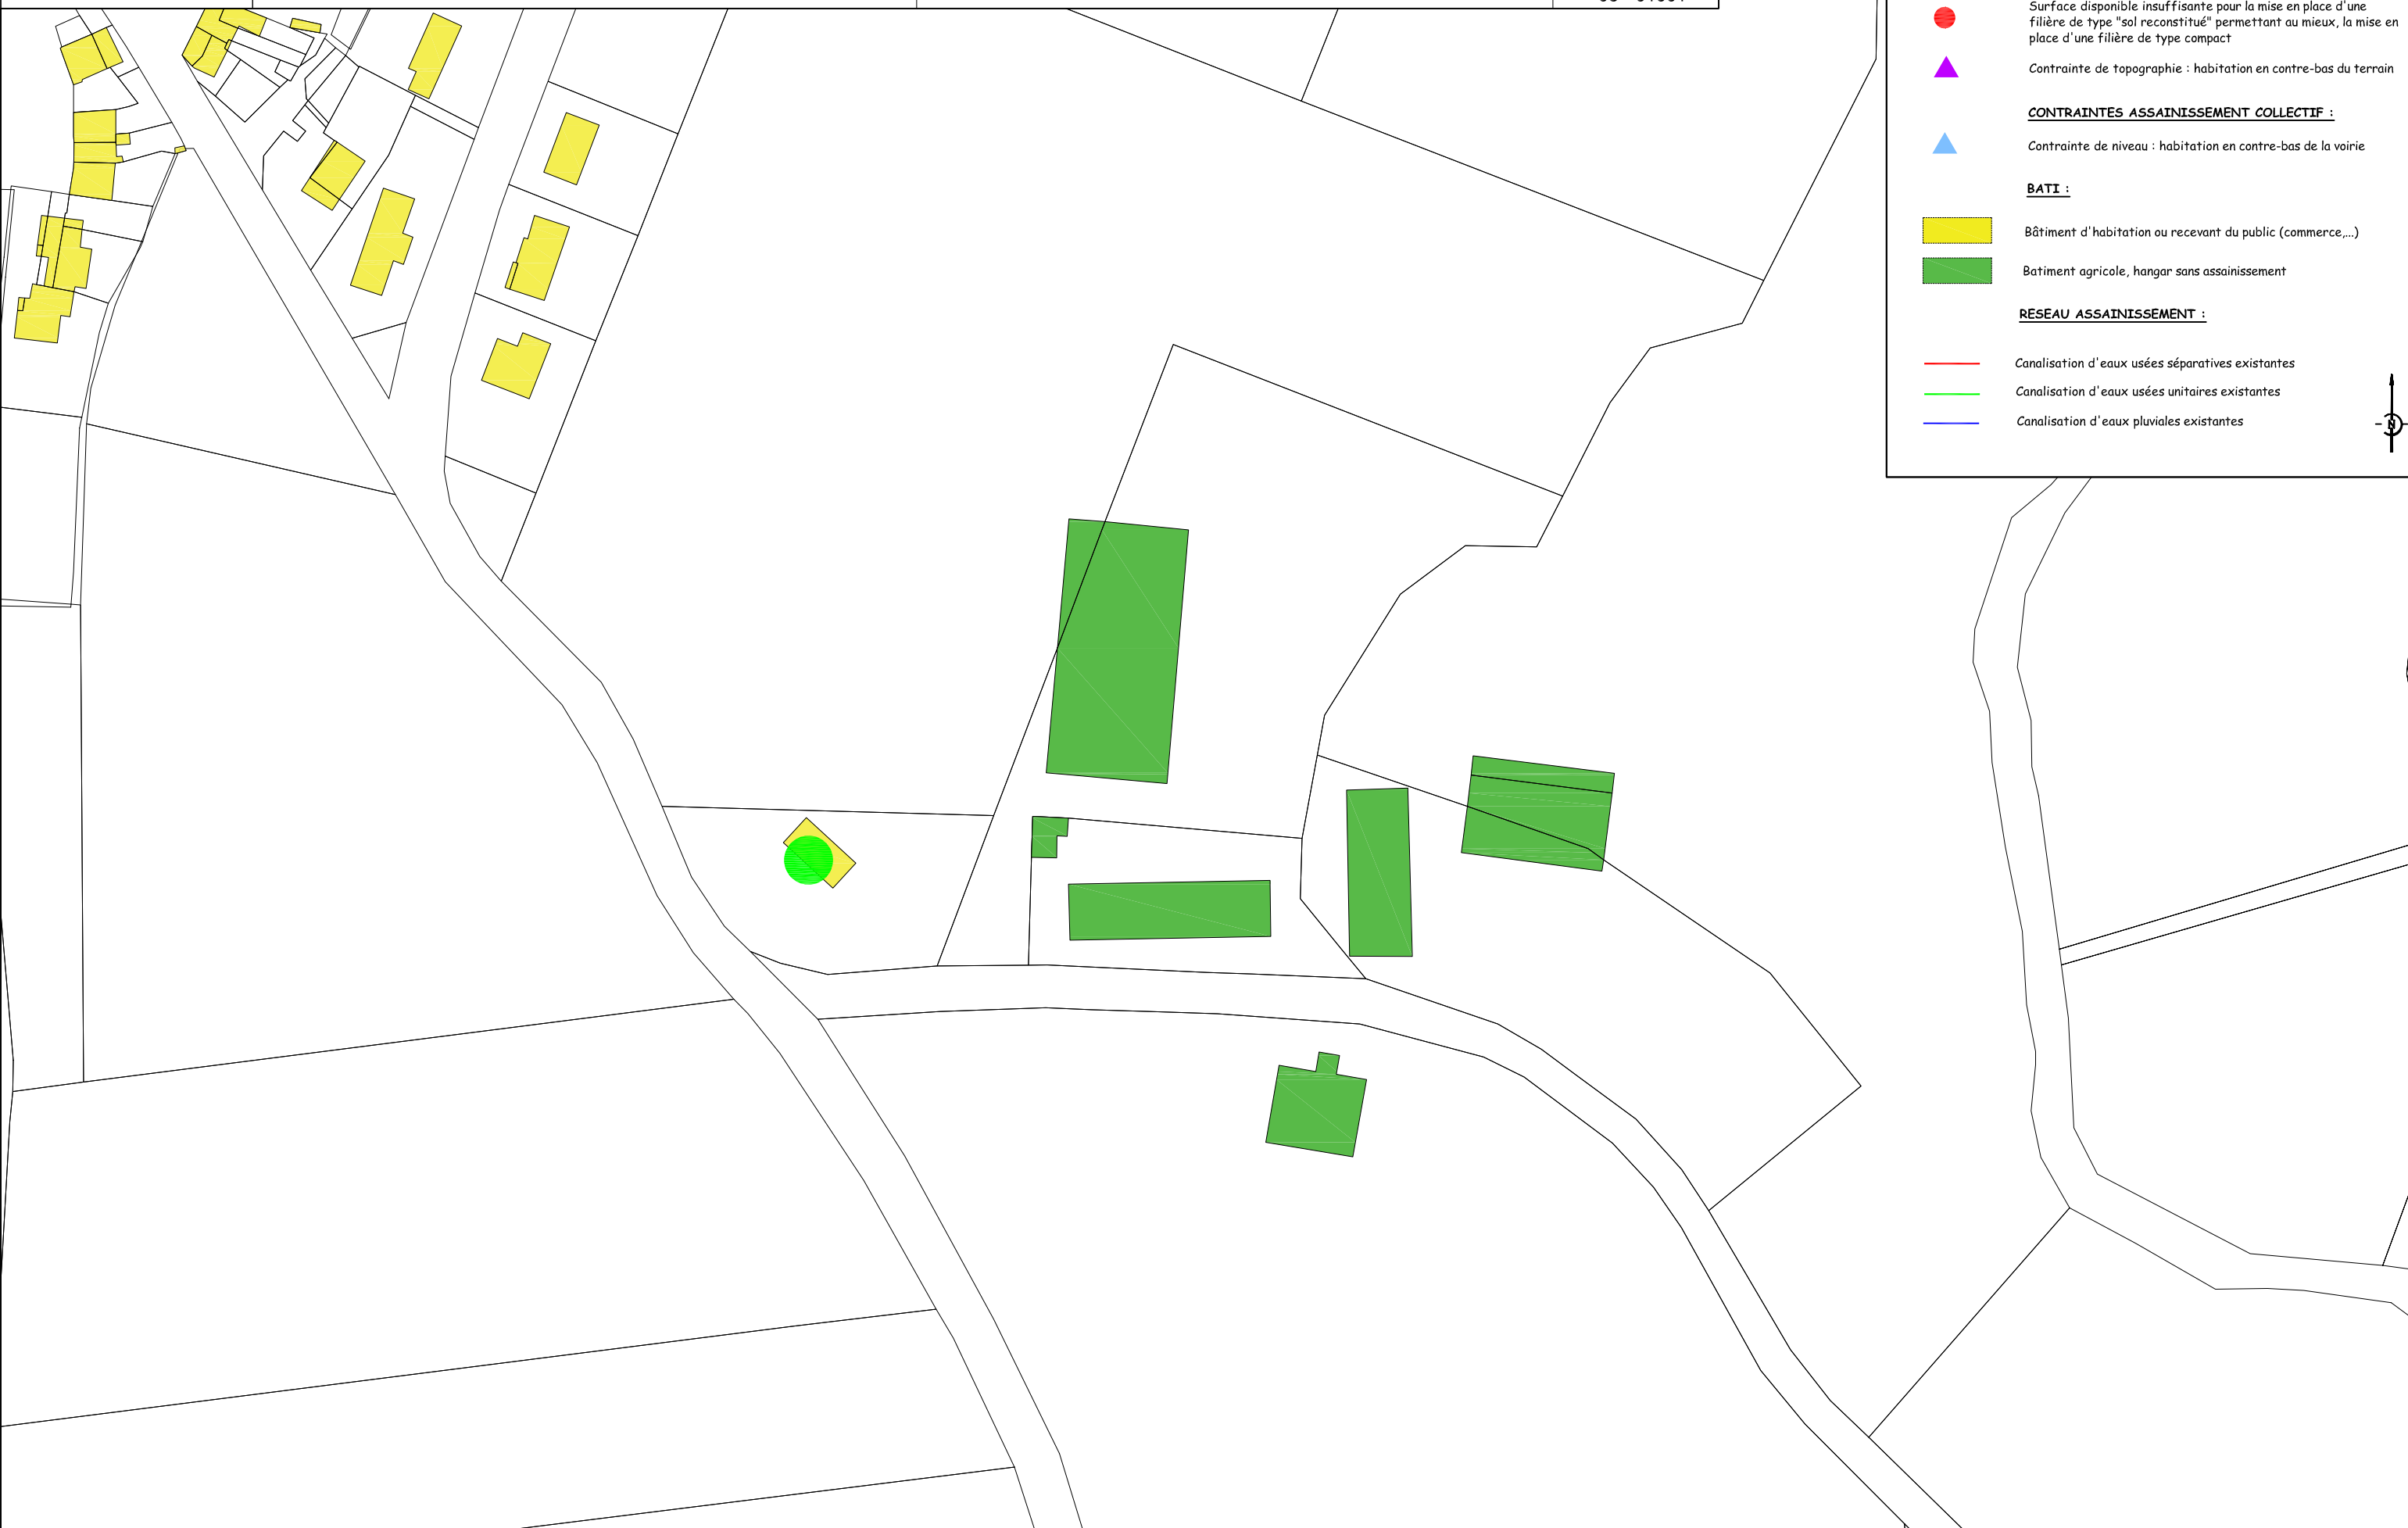 Surface disponible insuffisante pour la mise en place d'une
filière de type "sol reconstitué" permettant au mieux, la mise en
place d'une filière de type compact
Contrainte de topographie : habitation en contre-bas du terrain
CONTRAINTES ASSAINISSEMENT COLLECTIF :
Contrainte de niveau : habitation en contre-bas de la voirie
BATI :
Bâtiment d'habitation ou recevant du public (commerce,...)
Batiment agricole, hangar sans assainissement
RESEAU ASSAINISSEMENT :
Canalisation d'eaux usées séparatives existantes
Canalisation d'eaux usées unitaires existantes
Canalisation d'eaux pluviales existantes
N